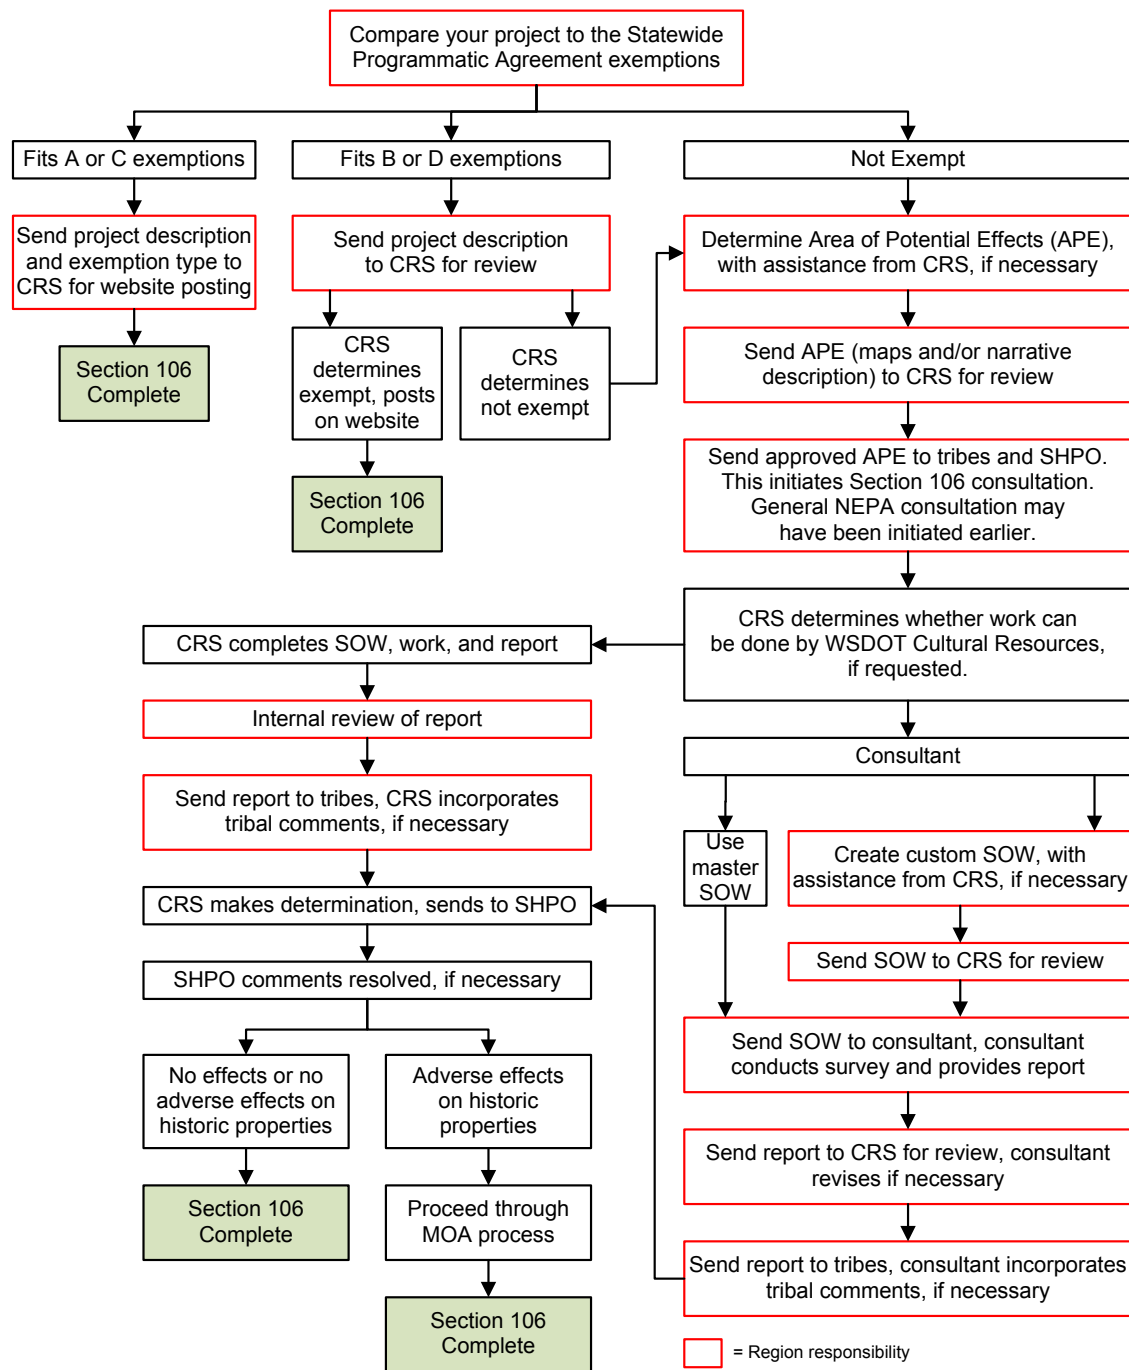 Compare your project to the Statewide
Programmatic Agreement exemptions
Fits A or C exemptions
Fits B or D exemptions
Not Exempt
Send project description
and exemption type to
CRS for website posting
Send project description
to CRS for review
Determine Area of Potential Effects (APE),
with assistance from CRS, if necessary
Section 106
Complete
CRS
determines
exempt, posts
on website
CRS
determines
not exempt
Send APE (maps and/or narrative
description) to CRS for review
Section 106
Complete
Send approved APE to tribes and SHPO.
This initiates Section 106 consultation.
General NEPA consultation may
have been initiated earlier.
CRS determines whether work can
be done by WSDOT Cultural Resources,
if requested.
CRS completes SOW, work, and report
Internal review of report
Send report to tribes, CRS incorporates
tribal comments, if necessary
CRS makes determination, sends to SHPO
SHPO comments resolved, if necessary
No effects or no
adverse effects on
historic properties
Adverse effects
on historic
properties
Section 106
Complete
Proceed through
MOA process
Section 106
Complete
Consultant
Use
master
SOW
Create custom SOW, with
assistance from CRS, if necessary
Send SOW to CRS for review
Send SOW to consultant, consultant
conducts survey and provides report
Send report to CRS for review, consultant
revises if necessary
Send report to tribes, consultant incorporates
tribal comments, if necessary
= Region responsibility